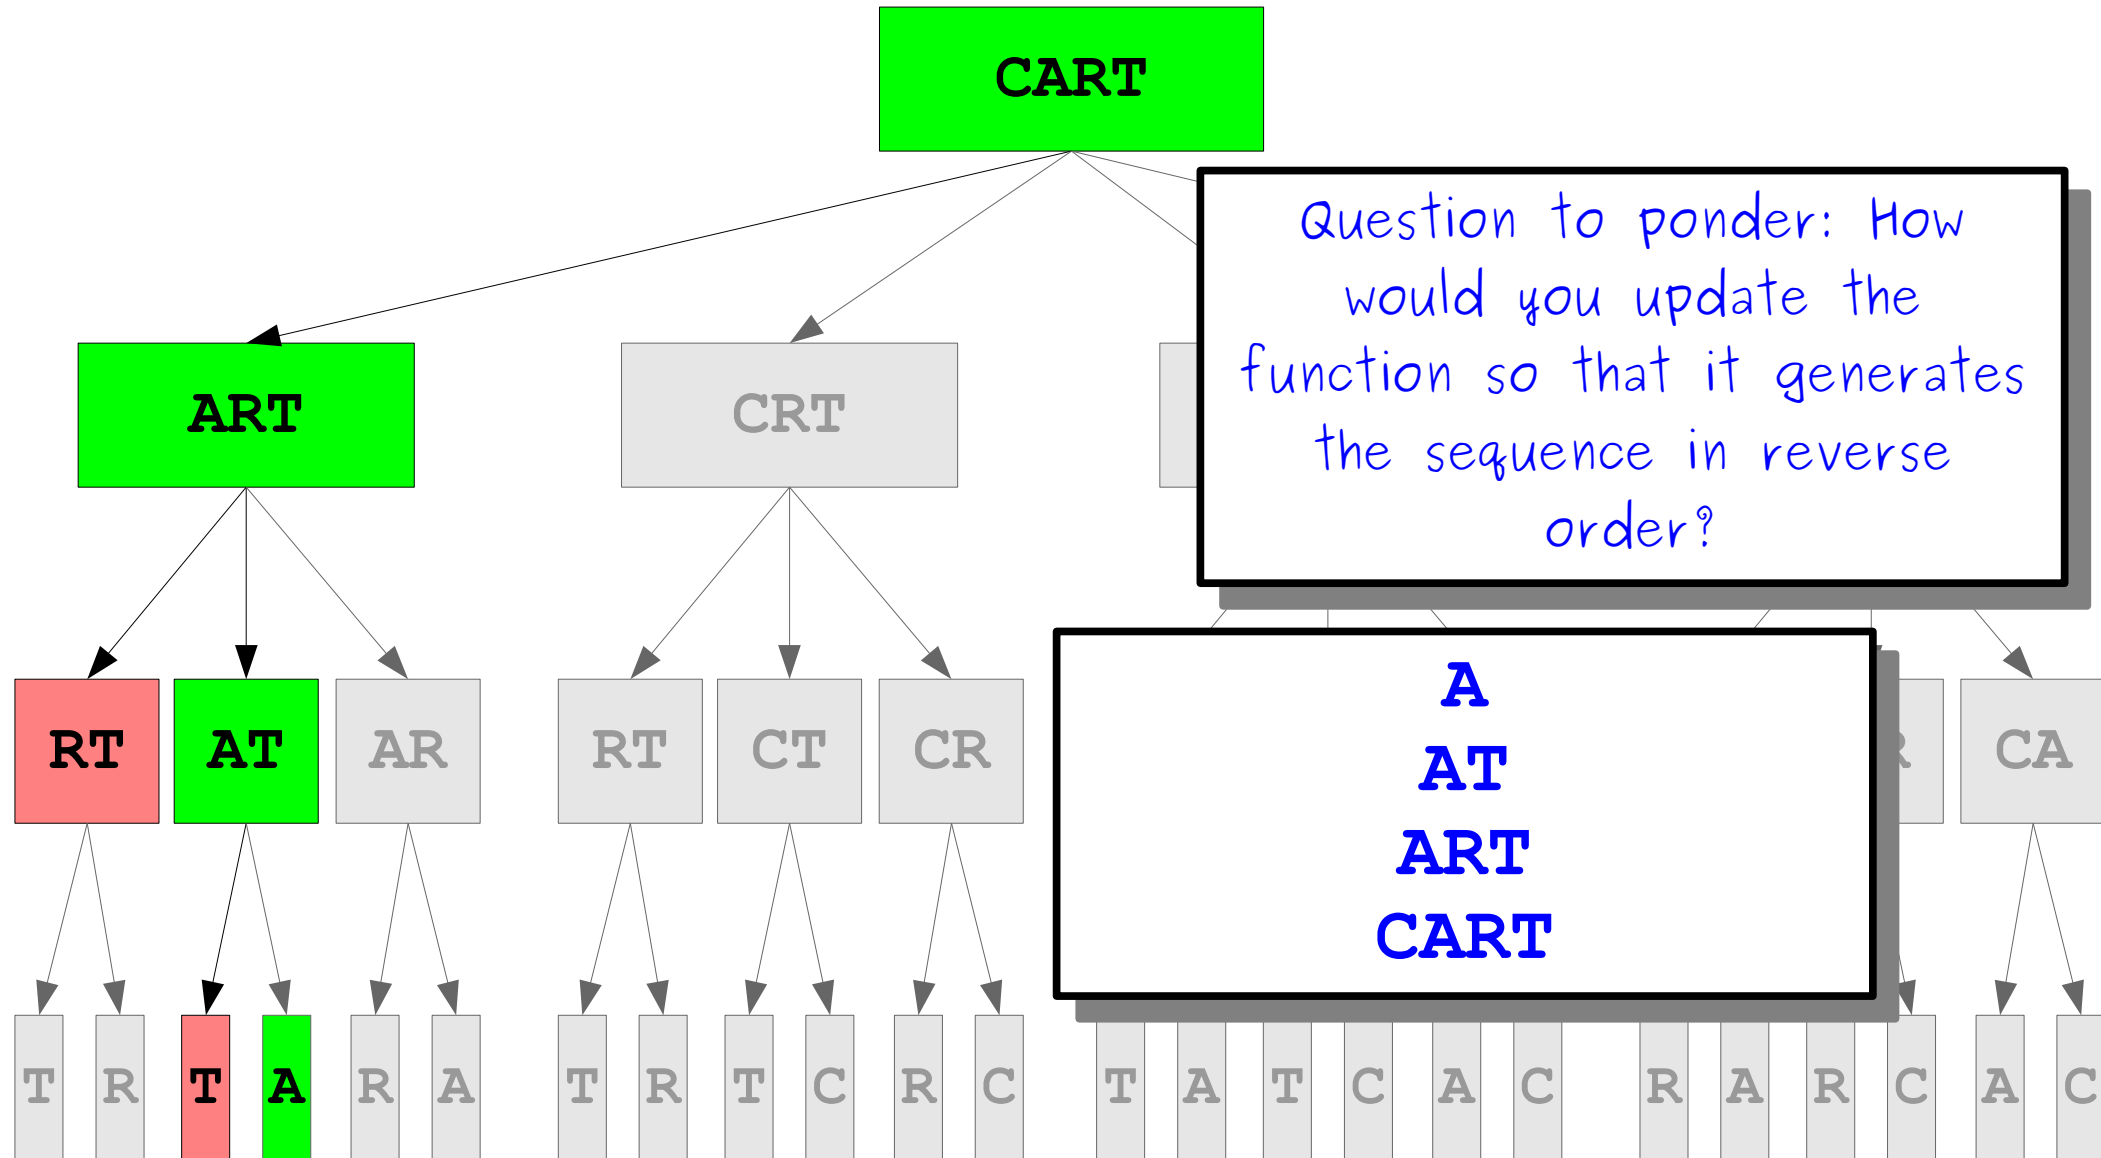 CART
Question to ponder: How
would you update the
function so that it generates
the sequence in reverse
order?
ART
CRT
A
AT
ART
CART
RT
AT
AR
RT
CT
CR
R
CA
T
R
T
A
R
A
T
R
T
C
R
C
T
A
T
C
A
C
R
A
R
C
A
C